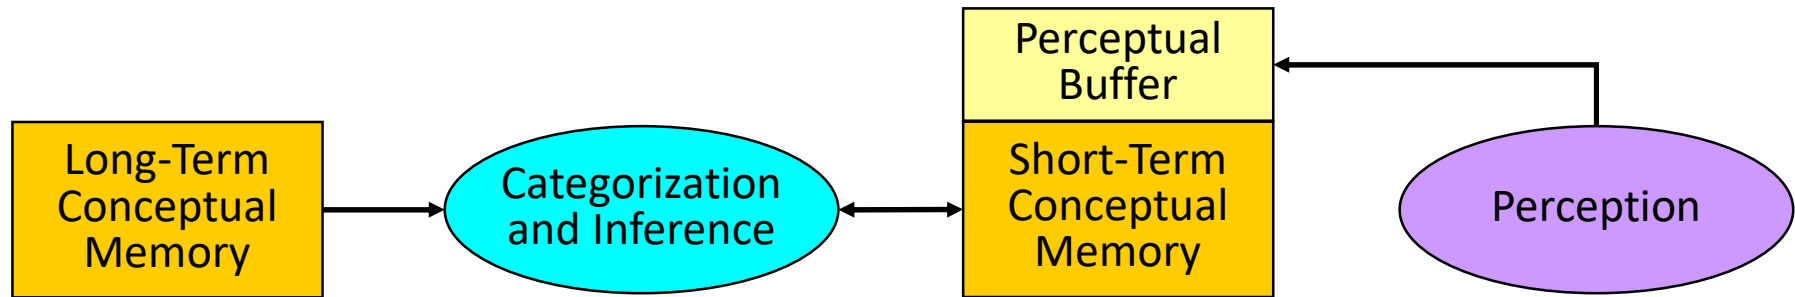 Long-Term
Conceptual
Memory
Categorization
and Inference
Perceptual
Buffer
Short-Term
Conceptual
Memory
Perception